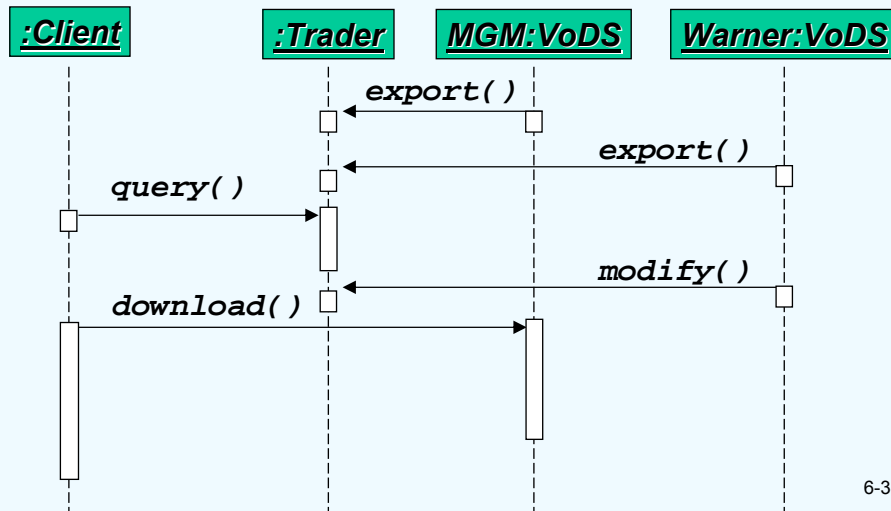 :Client
:Trader
MGM:VoDS
Warner:VoDS
export()
export()
query()
modify()
download()
6-3